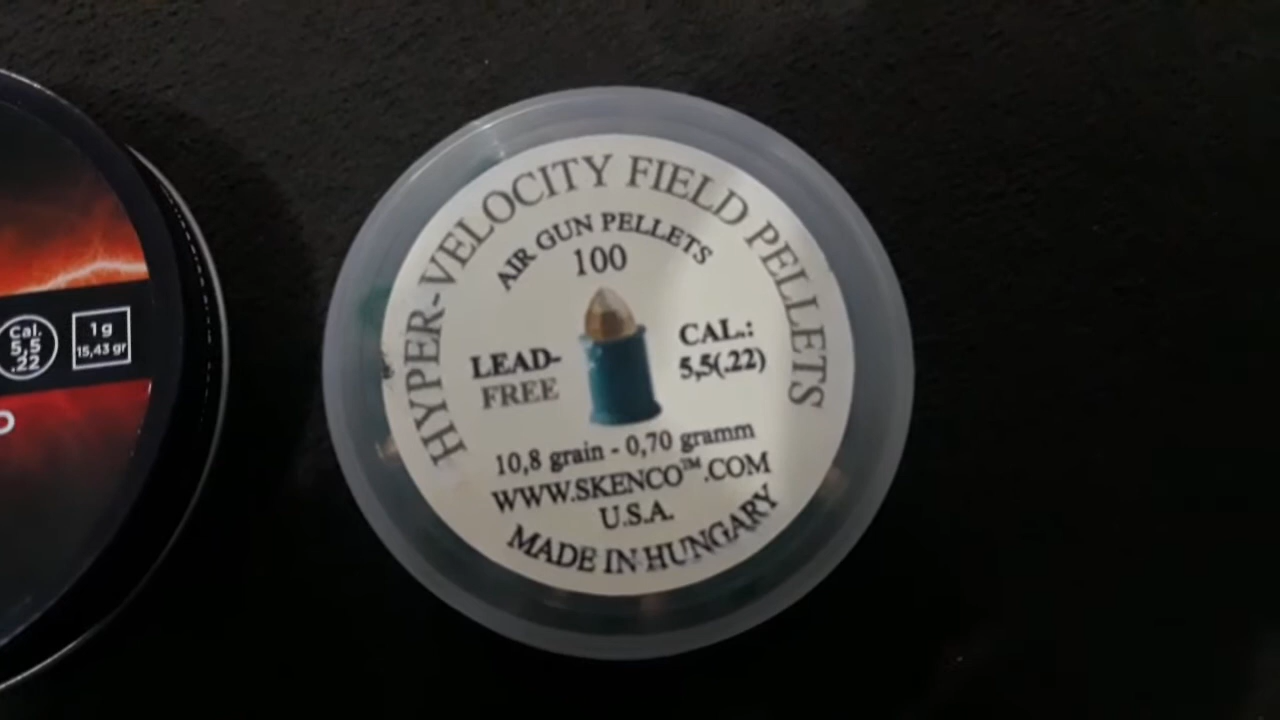 Cal.
5,5
.22
1 g
15,43 gr
HYPER-VELOCITY FIELD PELLETS
AIR GUN PELLETS
100
LEAD-
FREE
CAL.:
5,5(.22)
10,8 grain - 0,70 gramm
WWW.SKENCO™.COM
U.S.A.
MADE IN HUNGARY